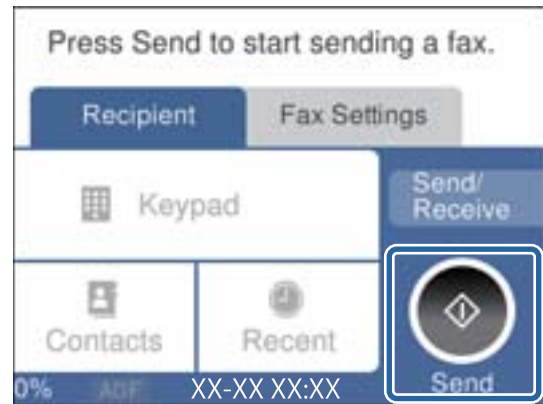 Press Send to start sending a fax.
Recipient
Fax Settings
Keypad
Send/
Receive
Contacts
Recent
0%
ADF
XX-XX XX:XX
Send